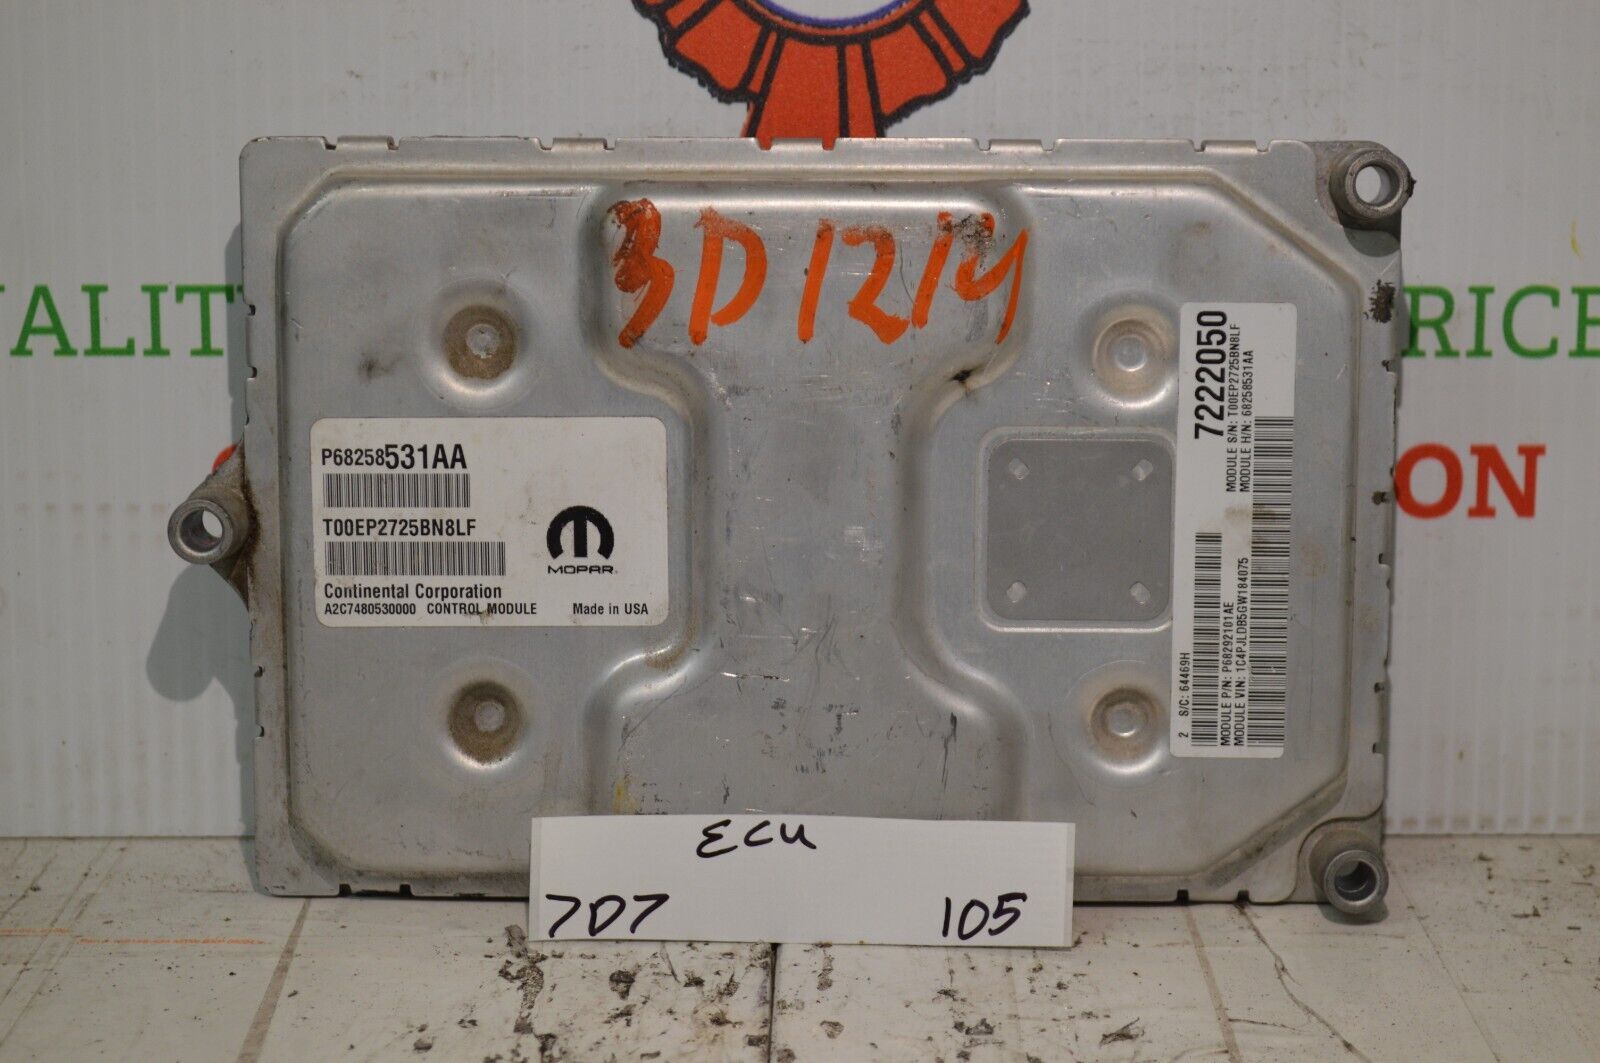 UALIT
RICE
ON
3D1214
P68258531AA
T00EP2725BN8LF
MOPAR
Continental Corporation
A2C7480530000 CONTROL MODULE Made in USA
7222050
MODULE S/N: T00EP2725BN8LF
MODULE H/N: 68258531AA
2 S/C: 64469H
MODULE P/N: P68292101AE
MODULE VIN: 1C4PJLDB5GW184075
ECU
7D7 105